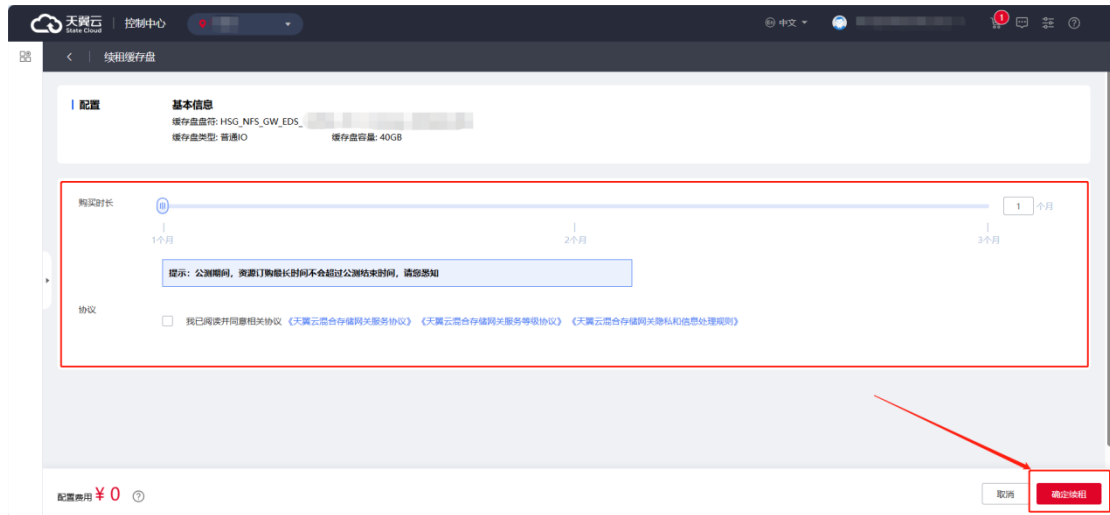 天翼云 State Cloud 控制中心 中文 1
续租缓存盘
配置 基本信息
缓存盘盘符: HSG_NFS_GW_EDS_
缓存盘类型: 普通IO 缓存盘容量: 40GB
购买时长 1 个月
1个月 2个月 3个月
提示：公测期间，资源订购最长时间不会超过公测结束时间，请您悉知
协议 我已阅读并同意相关协议 《天翼云混合存储网关服务协议》 《天翼云混合存储网关服务等级协议》 《天翼云混合存储网关隐私和信息处理规则》
配置费用 ¥ 0 取消 确定续租